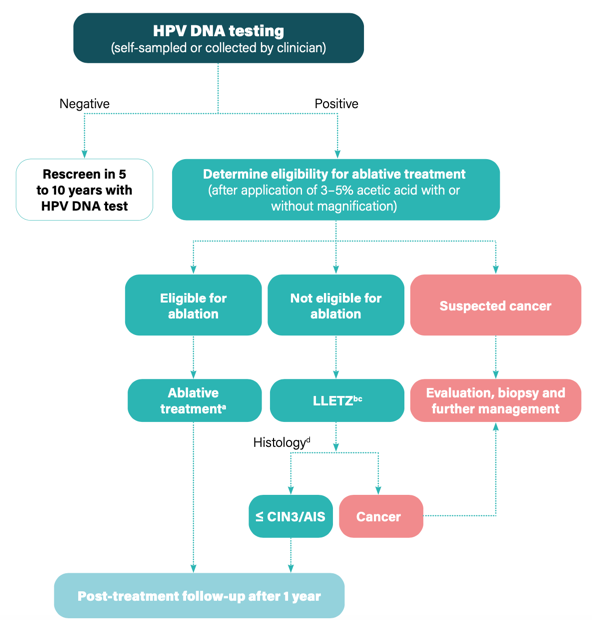 HPV DNA testing
(self-sampled or collected by clinician)
Negative
Positive
Rescreen in 5
to 10 years with
HPV DNA test
Determine eligibility for ablative treatment
(after application of 3–5% acetic acid with or
without magnification)
Eligible for
ablation
Not eligible for
ablation
Suspected cancer
Ablative
treatmentᵃ
LLETZᵇᶜ
Evaluation, biopsy and
further management
Histologyᵈ
≤ CIN3/AIS
Cancer
Post-treatment follow-up after 1 year